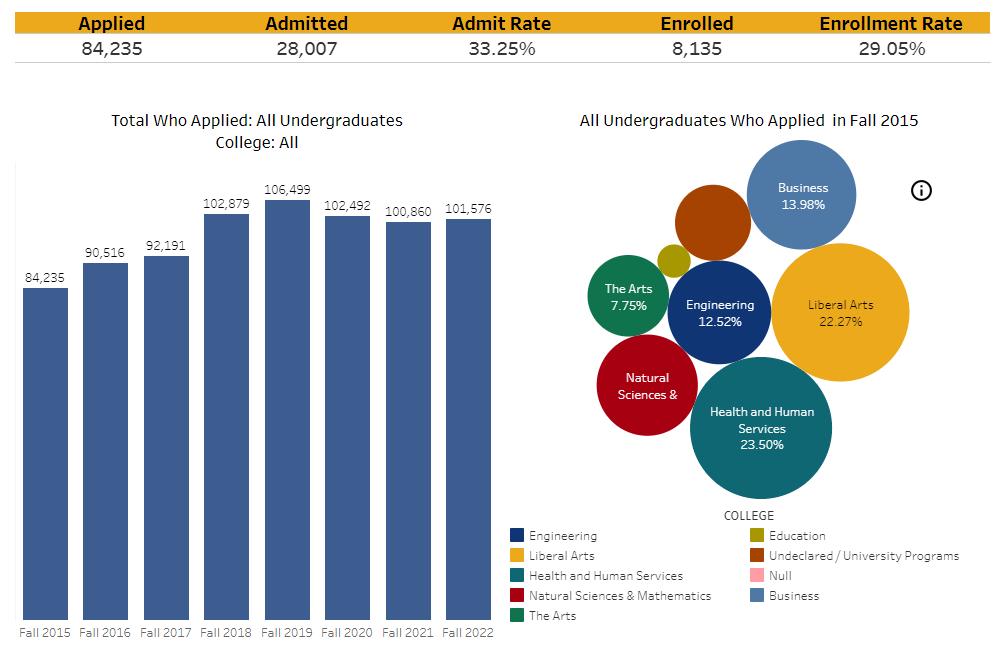 Applied Admitted Admit Rate Enrolled Enrollment Rate
84,235 28,007 33.25% 8,135 29.05%
Total Who Applied: All Undergraduates
College: All
84,235
90,516
92,191
102,879
106,499
102,492
100,860
101,576
Fall 2015 Fall 2016 Fall 2017 Fall 2018 Fall 2019 Fall 2020 Fall 2021 Fall 2022
All Undergraduates Who Applied in Fall 2015
Business
13.98%
The Arts
7.75%
Engineering
12.52%
Liberal Arts
22.27%
Natural
Sciences &
Health and Human
Services
23.50%
COLLEGE
Engineering
Liberal Arts
Health and Human Services
Natural Sciences & Mathematics
The Arts
Education
Undeclared / University Programs
Null
Business